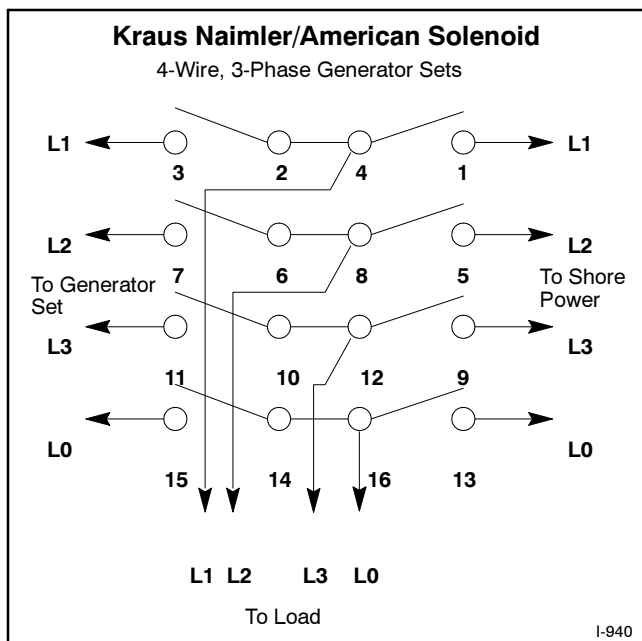 Kraus Naimler/American Solenoid
4-Wire, 3-Phase Generator Sets
L1 L1
3 2 4 1
L2 L2
7 6 8 5
To Generator
Set
To Shore
Power
L3 L3
11 10 12 9
L0 L0
15 14 16 13
L1 L2 L3 L0
To Load
I-940